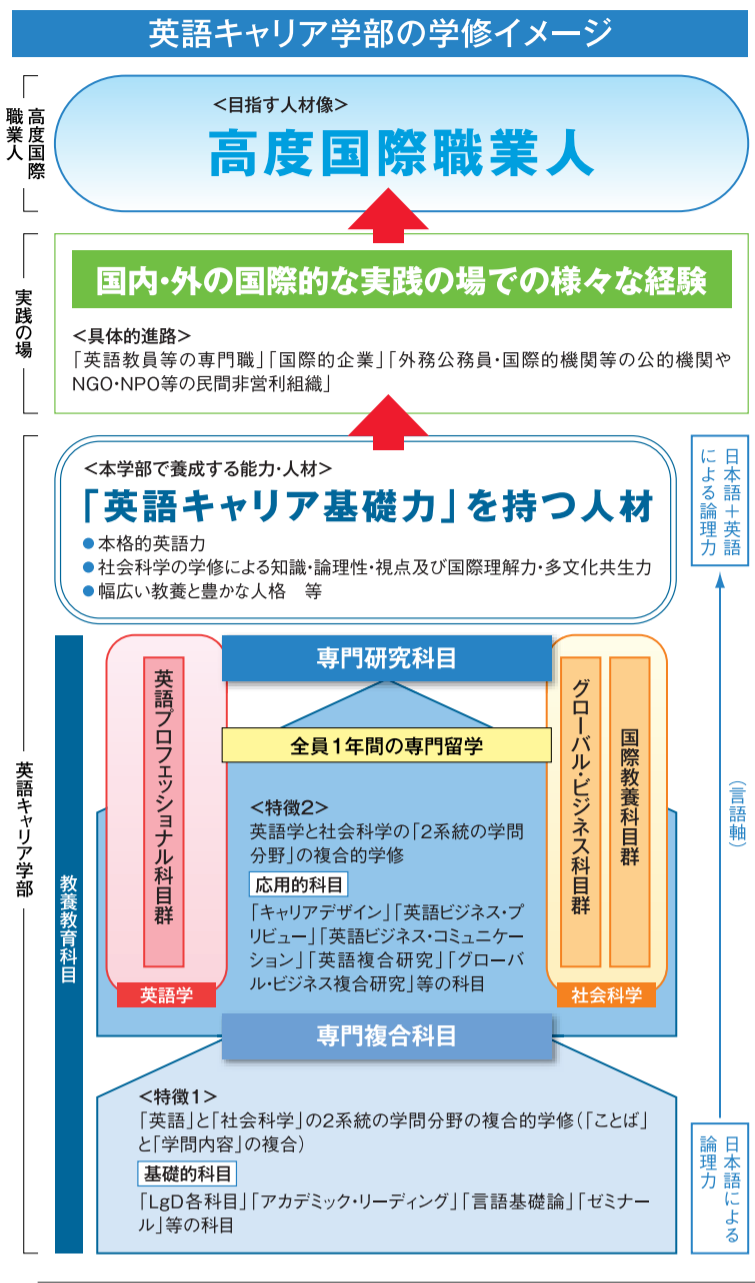 英語キャリア学部の学修イメージ
高度国際
職業人
<目指す人材像>
高度国際職業人
実践の場
国内・外の国際的な実践の場での様々な経験
<具体的進路>
「英語教員等の専門職」「国際的企業」「外務公務員・国際的機関等の公的機関や
NGO・NPO等の民間非営利組織」
英語キャリア学部
<本学部で養成する能力・人材>
「英語キャリア基礎力」を持つ人材
●本格的英語力
●社会科学の学修による知識・論理性・視点及び国際理解力・多文化共生力
●幅広い教養と豊かな人格　等
日本語＋英語
による論理力
(言語軸)
日本語による
論理力
教養教育科目
専門研究科目
英語プロフェッショナル科目群
英語学
グローバル・ビジネス科目群
国際教養科目群
社会科学
全員1年間の専門留学
<特徴2>
英語学と社会科学の「2系統の学問
分野」の複合的学修
応用的科目
「キャリアデザイン」「英語ビジネス・プ
リビュー」「英語ビジネス・コミュニケー
ション」「英語複合研究」「グローバ
ル・ビジネス複合研究」等の科目
専門複合科目
<特徴1>
「英語」と「社会科学」の2系統の学問分野の複合的学修(「ことば」
と「学問内容」の複合)
基礎的科目
「LgD各科目」「アカデミック・リーディング」「言語基礎論」「ゼミナー
ル」等の科目